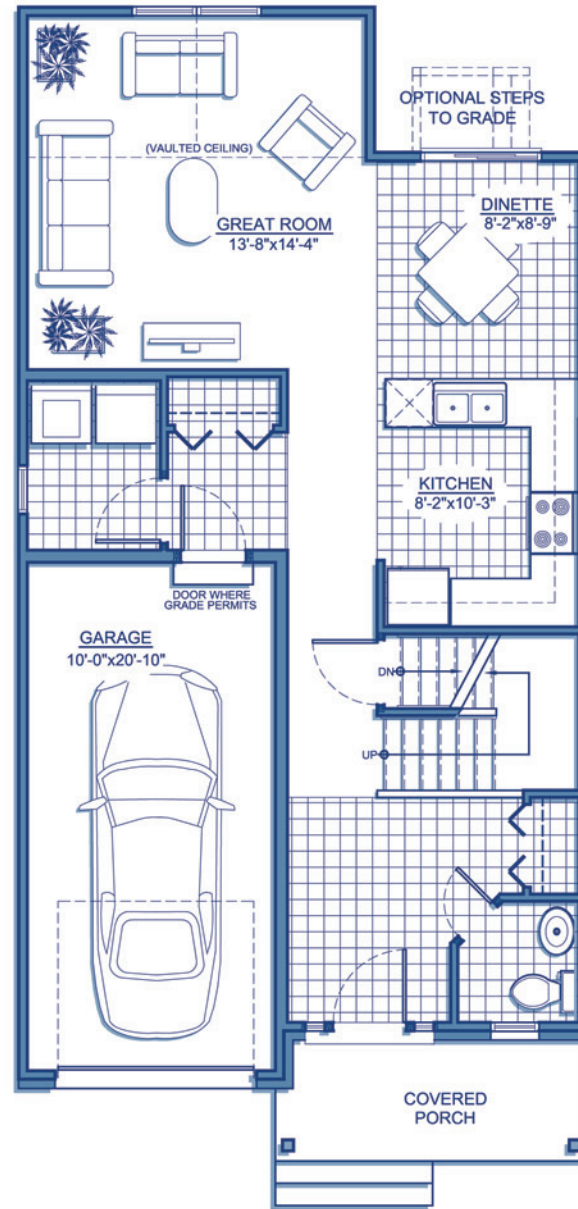 OPTIONAL STEPS
TO GRADE
(VAULTED CEILING)
DINETTE
8'-2"x8'-9"
GREAT ROOM
13'-8"x14'-4"
KITCHEN
8'-2"x10'-3"
DOOR WHERE
GRADE PERMITS
GARAGE
10'-0"x20'-10"
DN
UP
COVERED
PORCH